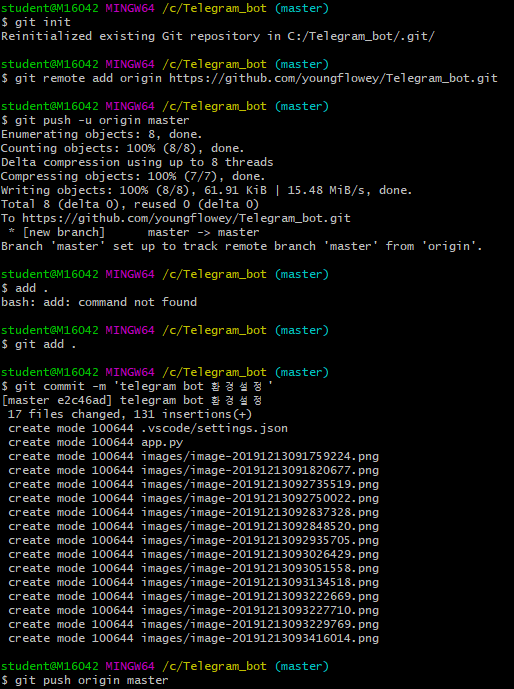 student@M16042 MINGW64 /c/Telegram_bot (master)
$ git init
Reinitialized existing Git repository in C:/Telegram_bot/.git/
student@M16042 MINGW64 /c/Telegram_bot (master)
$ git remote add origin https://github.com/youngflowey/Telegram_bot.git
student@M16042 MINGW64 /c/Telegram_bot (master)
$ git push -u origin master
Enumerating objects: 8, done.
Counting objects: 100% (8/8), done.
Delta compression using up to 8 threads
Compressing objects: 100% (7/7), done.
Writing objects: 100% (8/8), 61.91 KiB | 15.48 MiB/s, done.
Total 8 (delta 0), reused 0 (delta 0)
To https://github.com/youngflowey/Telegram_bot.git
 * [new branch]      master -> master
Branch 'master' set up to track remote branch 'master' from 'origin'.
student@M16042 MINGW64 /c/Telegram_bot (master)
$ add .
bash: add: command not found
student@M16042 MINGW64 /c/Telegram_bot (master)
$ git add .
student@M16042 MINGW64 /c/Telegram_bot (master)
$ git commit -m 'telegram bot 환경설정'
[master e2c46ad] telegram bot 환경설정
 17 files changed, 131 insertions(+)
 create mode 100644 .vscode/settings.json
 create mode 100644 app.py
 create mode 100644 images/image-20191213091759224.png
 create mode 100644 images/image-20191213091820677.png
 create mode 100644 images/image-20191213092735519.png
 create mode 100644 images/image-20191213092750022.png
 create mode 100644 images/image-20191213092837328.png
 create mode 100644 images/image-20191213092848520.png
 create mode 100644 images/image-20191213092935705.png
 create mode 100644 images/image-20191213093026429.png
 create mode 100644 images/image-20191213093051558.png
 create mode 100644 images/image-20191213093134518.png
 create mode 100644 images/image-20191213093222669.png
 create mode 100644 images/image-20191213093227710.png
 create mode 100644 images/image-20191213093229769.png
 create mode 100644 images/image-20191213093416014.png
student@M16042 MINGW64 /c/Telegram_bot (master)
$ git push origin master